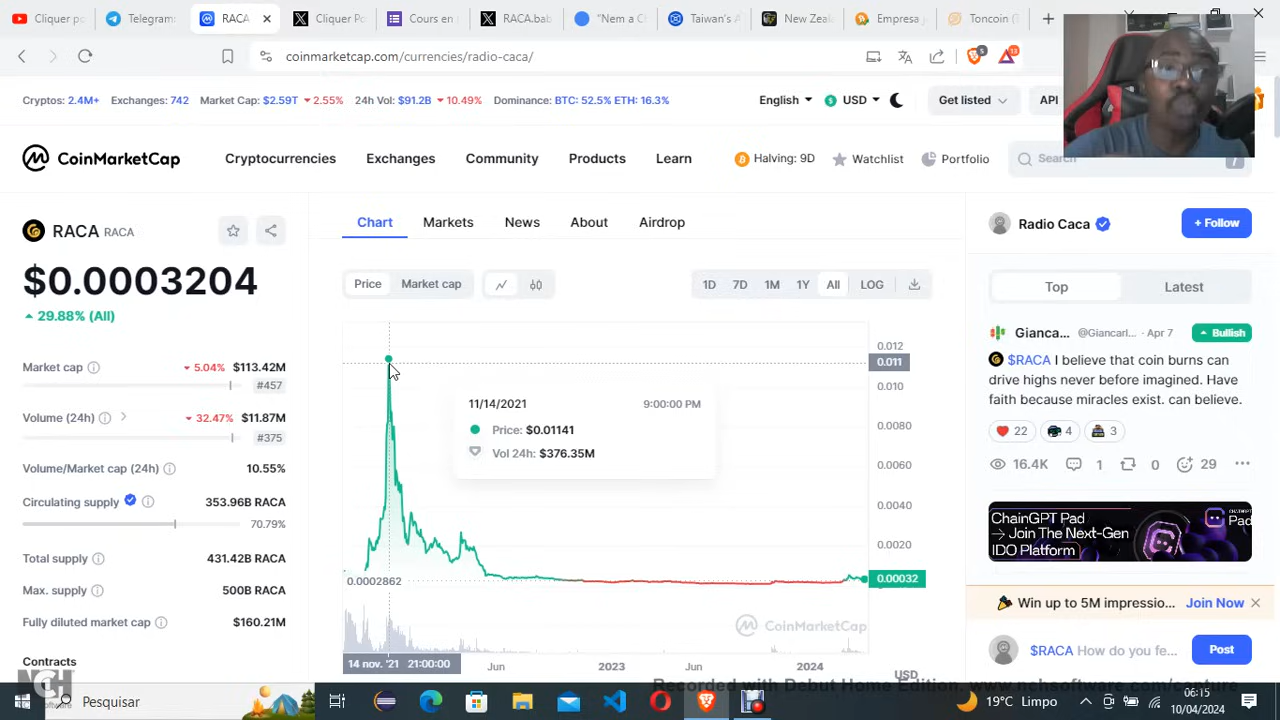 Cliquer po
Telegram
RACA
Cliquer Po
Cours en
RACA.bab
"Nem a C
Taiwan's A
New Zea
Empresa j
Toncoin (T
coinmarketcap.com/currencies/radio-caca/
5
13
Cryptos: 2.4M+ Exchanges: 742 Market Cap: $2.59T 2.55% 24h Vol: $91.2B 10.49% Dominance: BTC: 52.5% ETH: 16.3%
English USD Get listed API
CoinMarketCap
Cryptocurrencies Exchanges Community Products Learn
Halving: 9D Watchlist Portfolio Search /
RACA RACA
$0.0003204
29.88% (All)
Market cap 5.04% $113.42M
#457
Volume (24h) 32.47% $11.87M
#375
Volume/Market cap (24h) 10.55%
Circulating supply 353.96B RACA
70.79%
Total supply 431.42B RACA
Max. supply 500B RACA
Fully diluted market cap $160.21M
Contracts
Chart Markets News About Airdrop
Price Market cap
1D 7D 1M 1Y All LOG
0.012
0.011
0.010
0.0080
0.0060
0.0040
0.0020
0.00032
11/14/2021 9:00:00 PM
Price: $0.01141
Vol 24h: $376.35M
0.0002862
CoinMarketCap
14 nov. '21 21:00:00
Jun 2023 Jun 2024
USD
Radio Caca + Follow
Top Latest
Gianca... @Giancarl... · Apr 7 Bullish
$RACA I believe that coin burns can
drive highs never before imagined. Have
faith because miracles exist. can believe.
22 4 3
16.4K 1 0 29
ChainGPT Pad
→ Join The Next-Gen
IDO Platform
Pad
Win up to 5M impressio... Join Now
$RACA How do you fe... Post
NCH
Recorded with Debut Home Edition. www.nchsoftware.com/capture
Pesquisar
19°C Limpo
06:15
10/04/2024